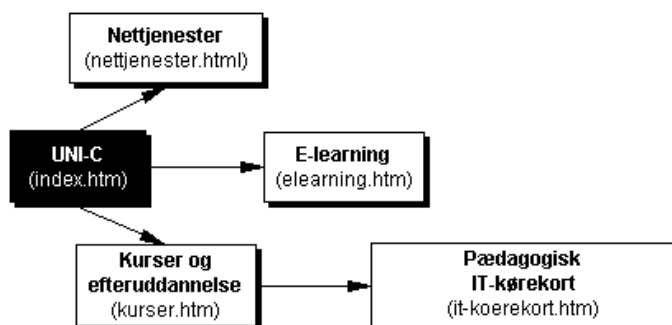 Nettjenester
(nettjenester.html)
UNI-C
(index.htm)
E-learning
(elearning.htm)
Kurser og
efteruddannelse
(kurser.htm)
Pædagogisk
IT-kørekort
(it-koerekort.htm)